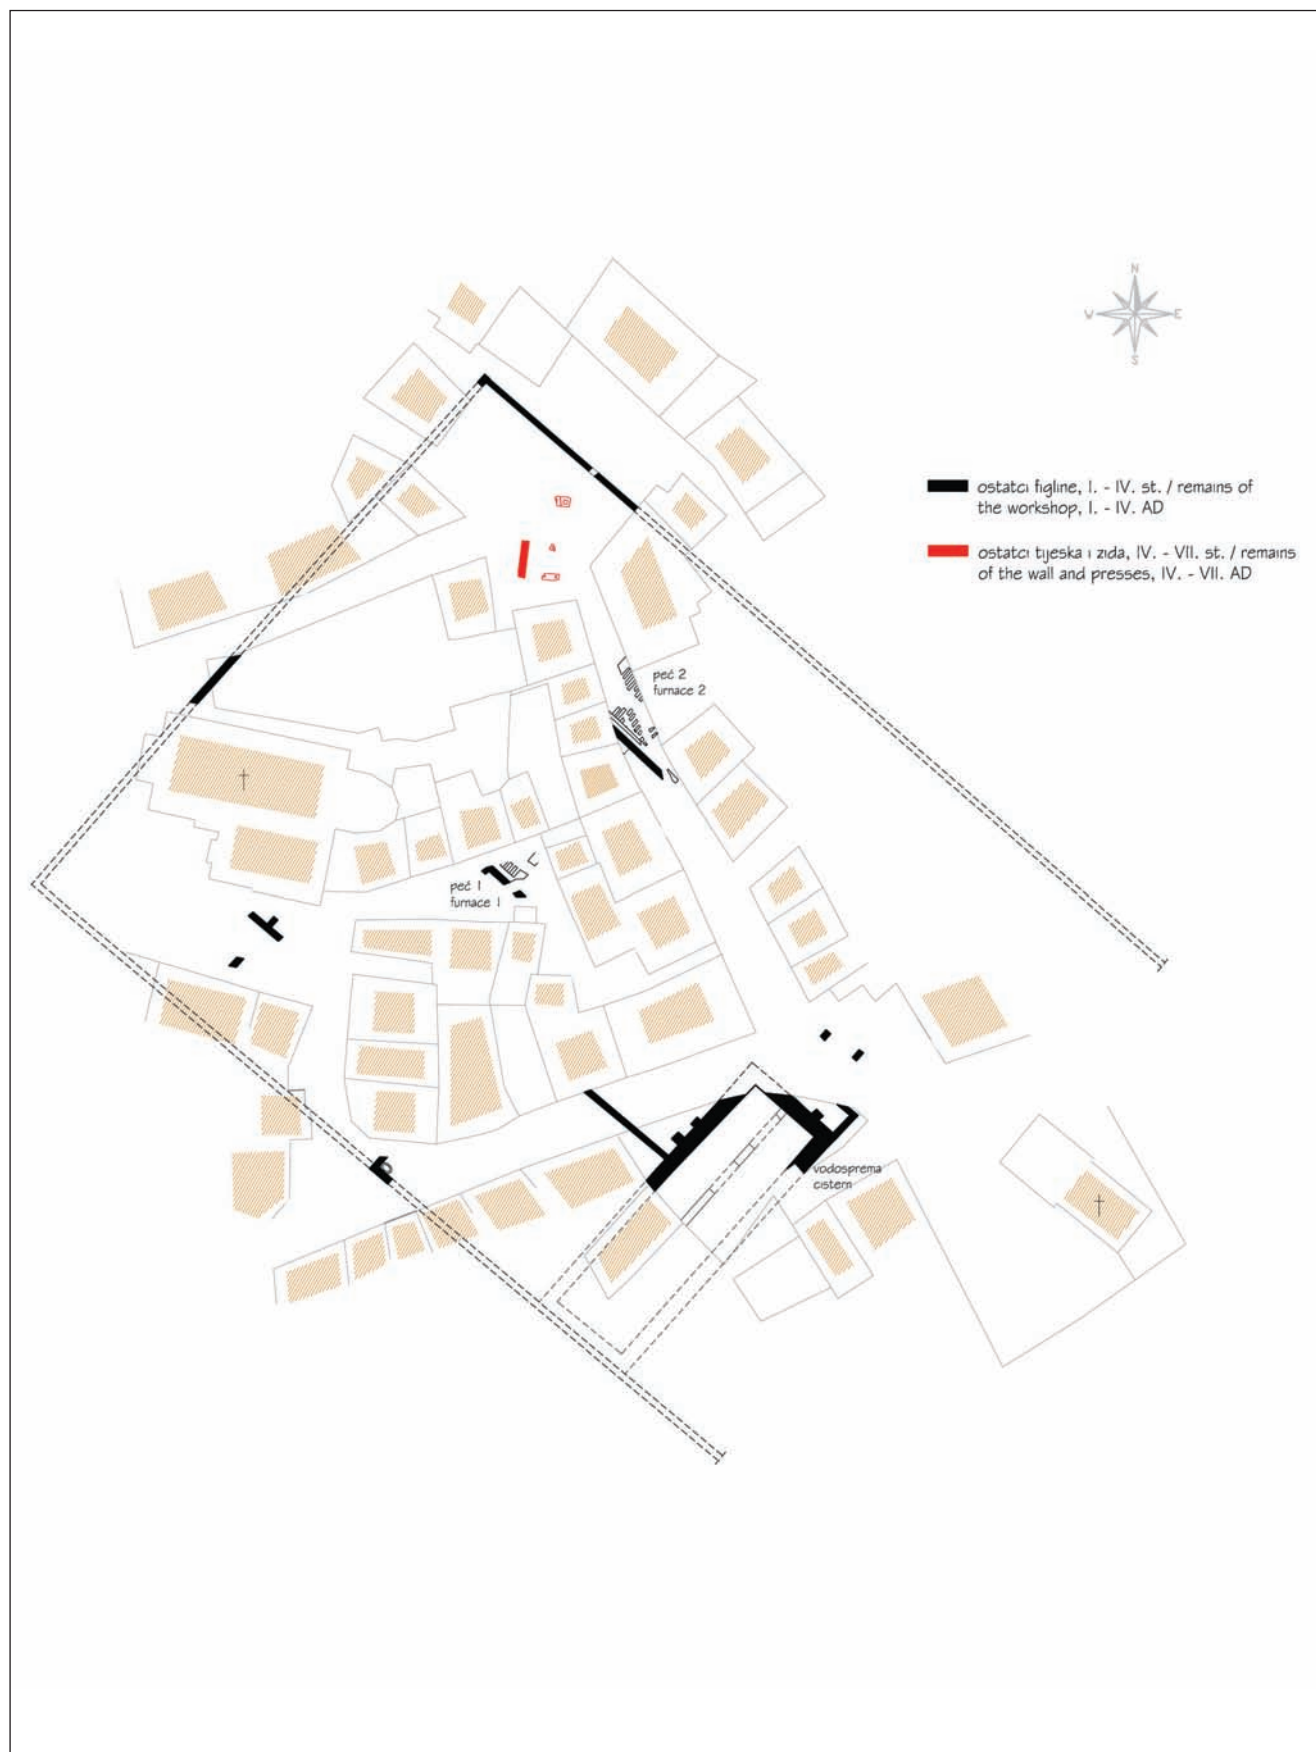 N
W E
S
ostatci figline, I. - IV. st. / remains of
the workshop, I. - IV. AD
ostatci tijeska i zida, IV. - VII. st. / remains
of the wall and presses, IV. - VII. AD
peć 2
furnace 2
peć 1
furnace 1
vodosprema
cistern